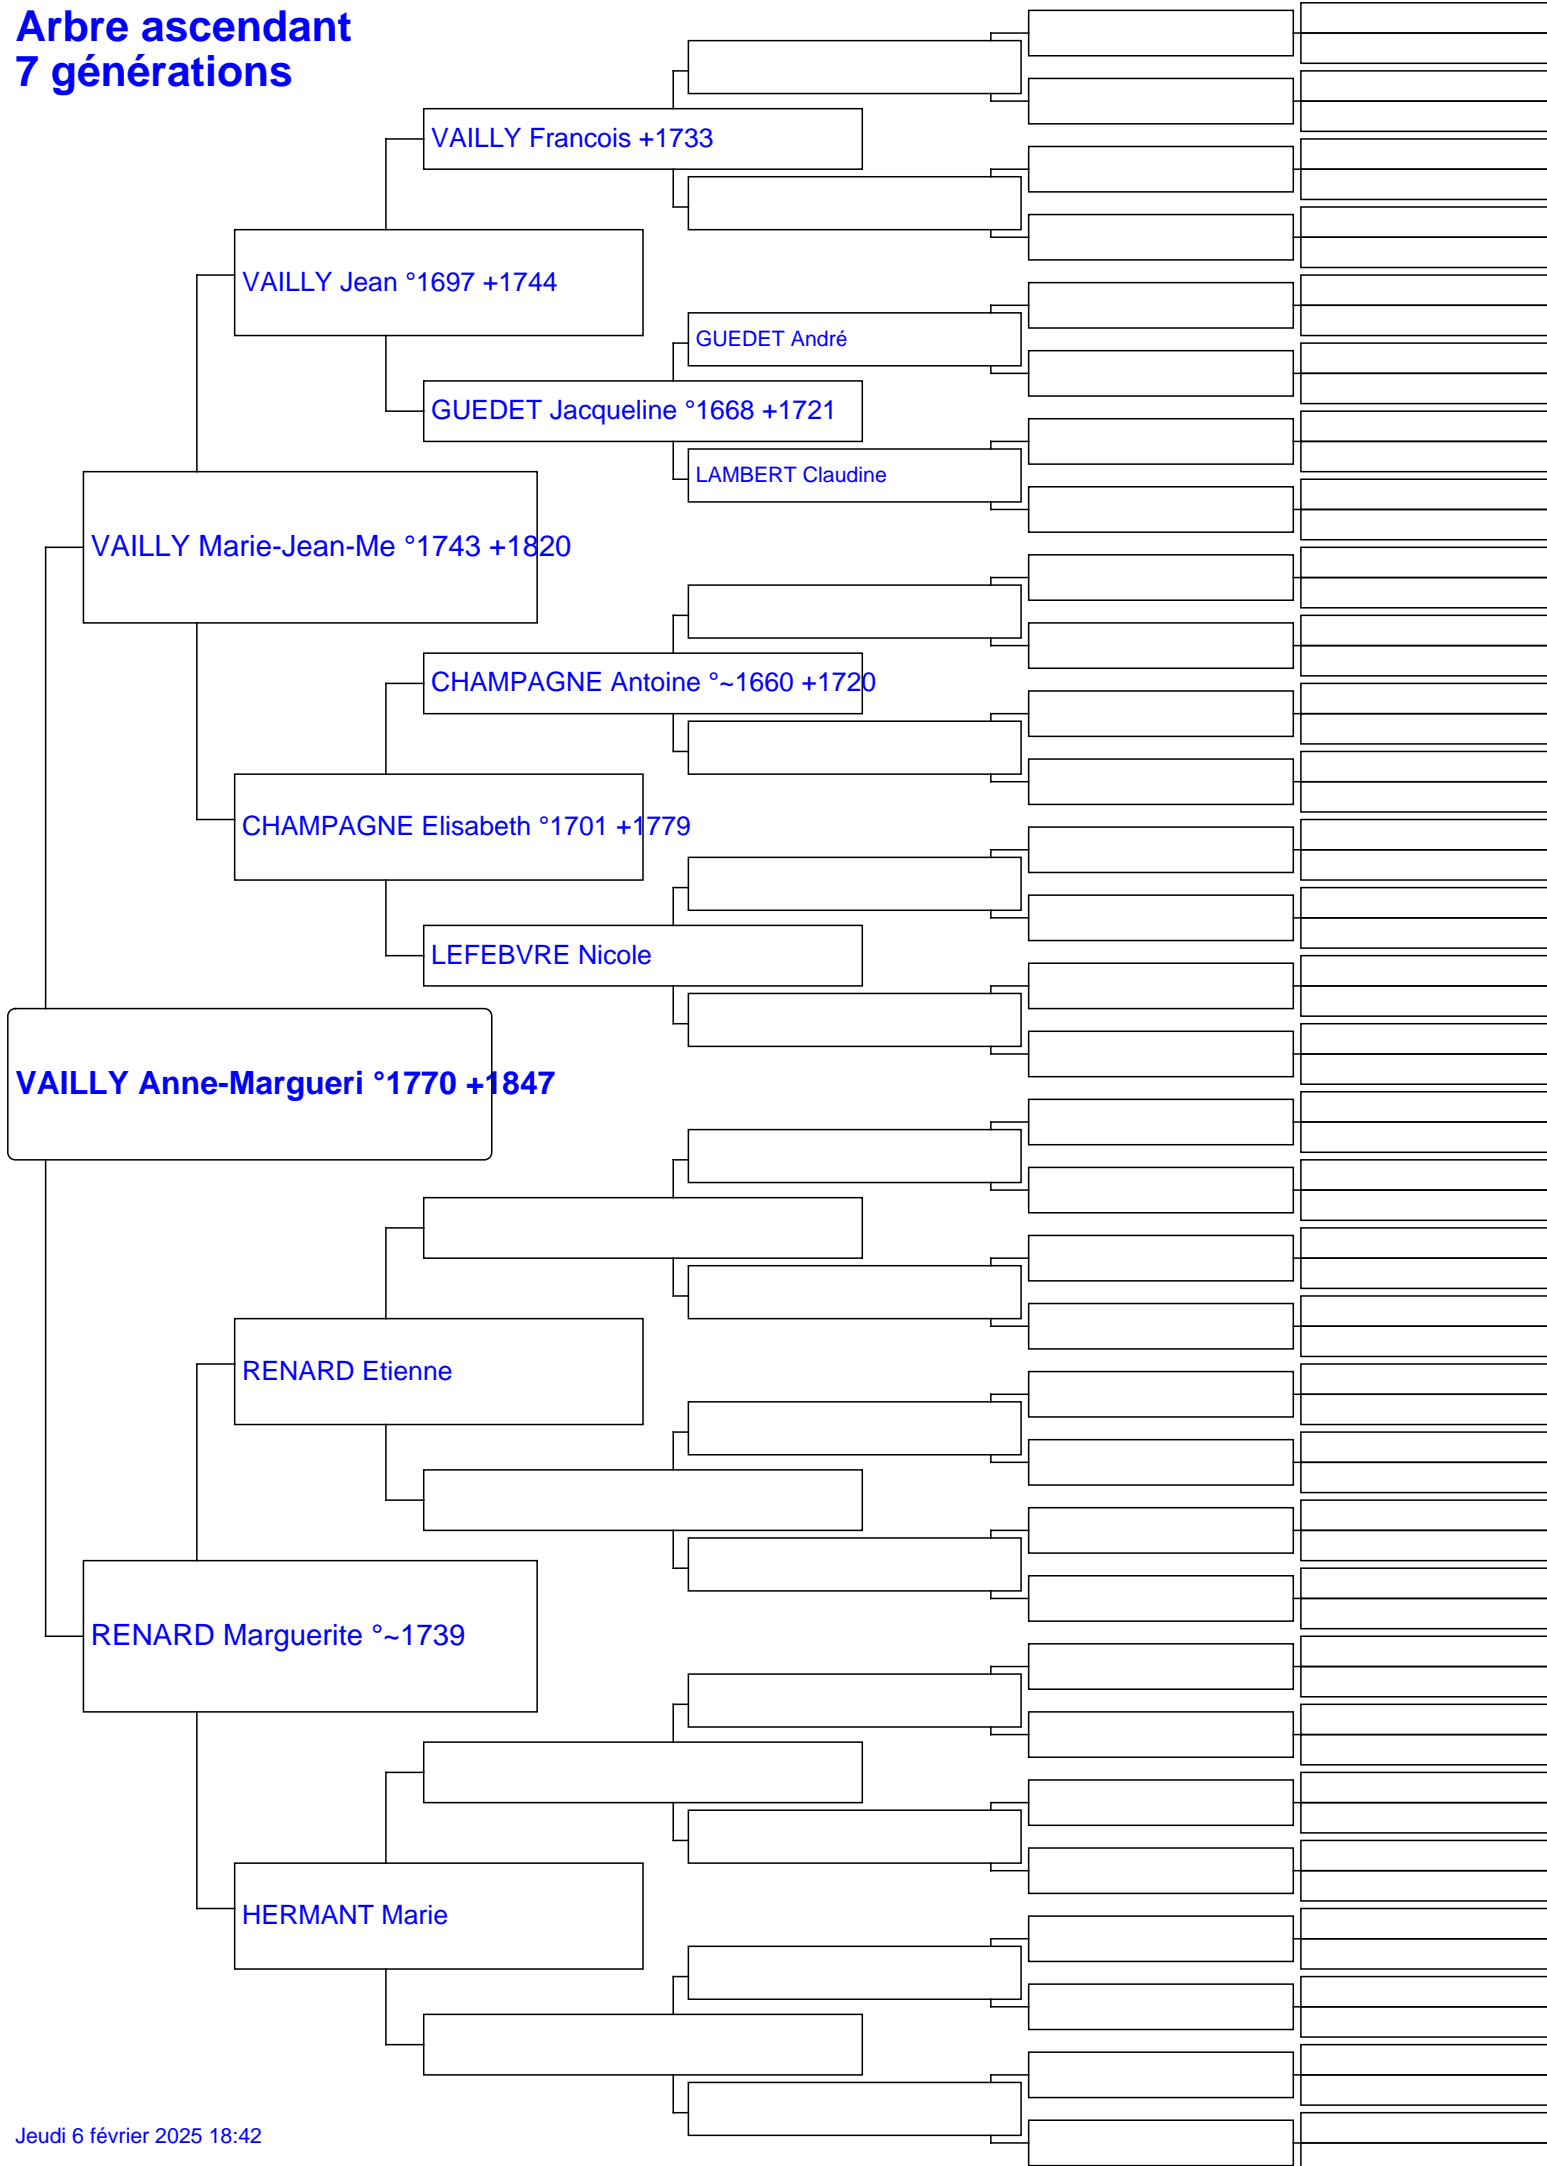 Arbre ascendant
7 générations
VAILLY Francois +1733
VAILLY Jean °1697 +1744
GUEDET André
GUEDET Jacqueline °1668 +1721
LAMBERT Claudine
VAILLY Marie-Jean-Me °1743 +1820
CHAMPAGNE Antoine °~1660 +1720
CHAMPAGNE Elisabeth °1701 +1779
LEFEBVRE Nicole
VAILLY Anne-Margueri °1770 +1847
RENARD Etienne
RENARD Marguerite °~1739
HERMANT Marie
Jeudi 6 février 2025 18:42